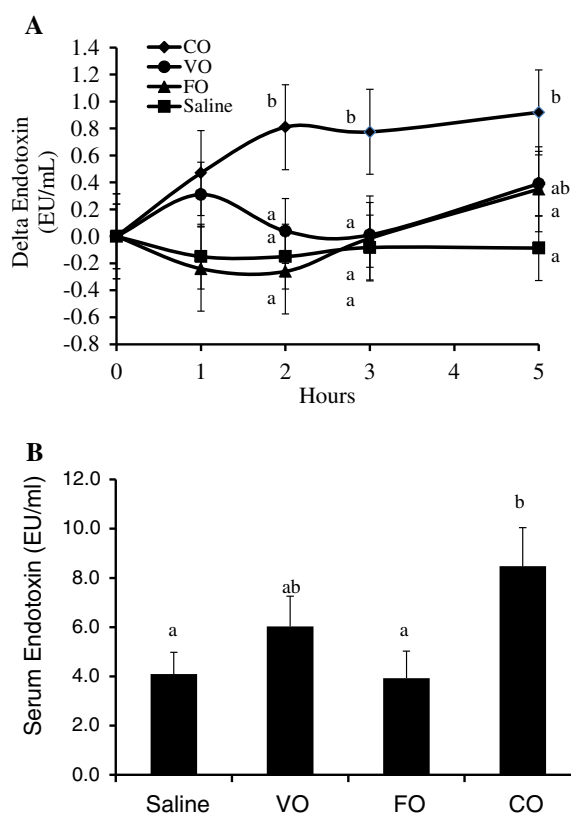 A
CO
VO
FO
Saline
Delta Endotoxin
(EU/mL)
1.4
1.2
1.0
0.8
0.6
0.4
0.2
0.0
-0.2
-0.4
-0.6
-0.8
b
b
b
a
a
a
ab
a
a
a
a
a
0
1
2
3
4
5
Hours
B
Serum Endotoxin (EU/ml)
12.0
10.0
8.0
6.0
4.0
2.0
0.0
a
ab
a
b
Saline
VO
FO
CO